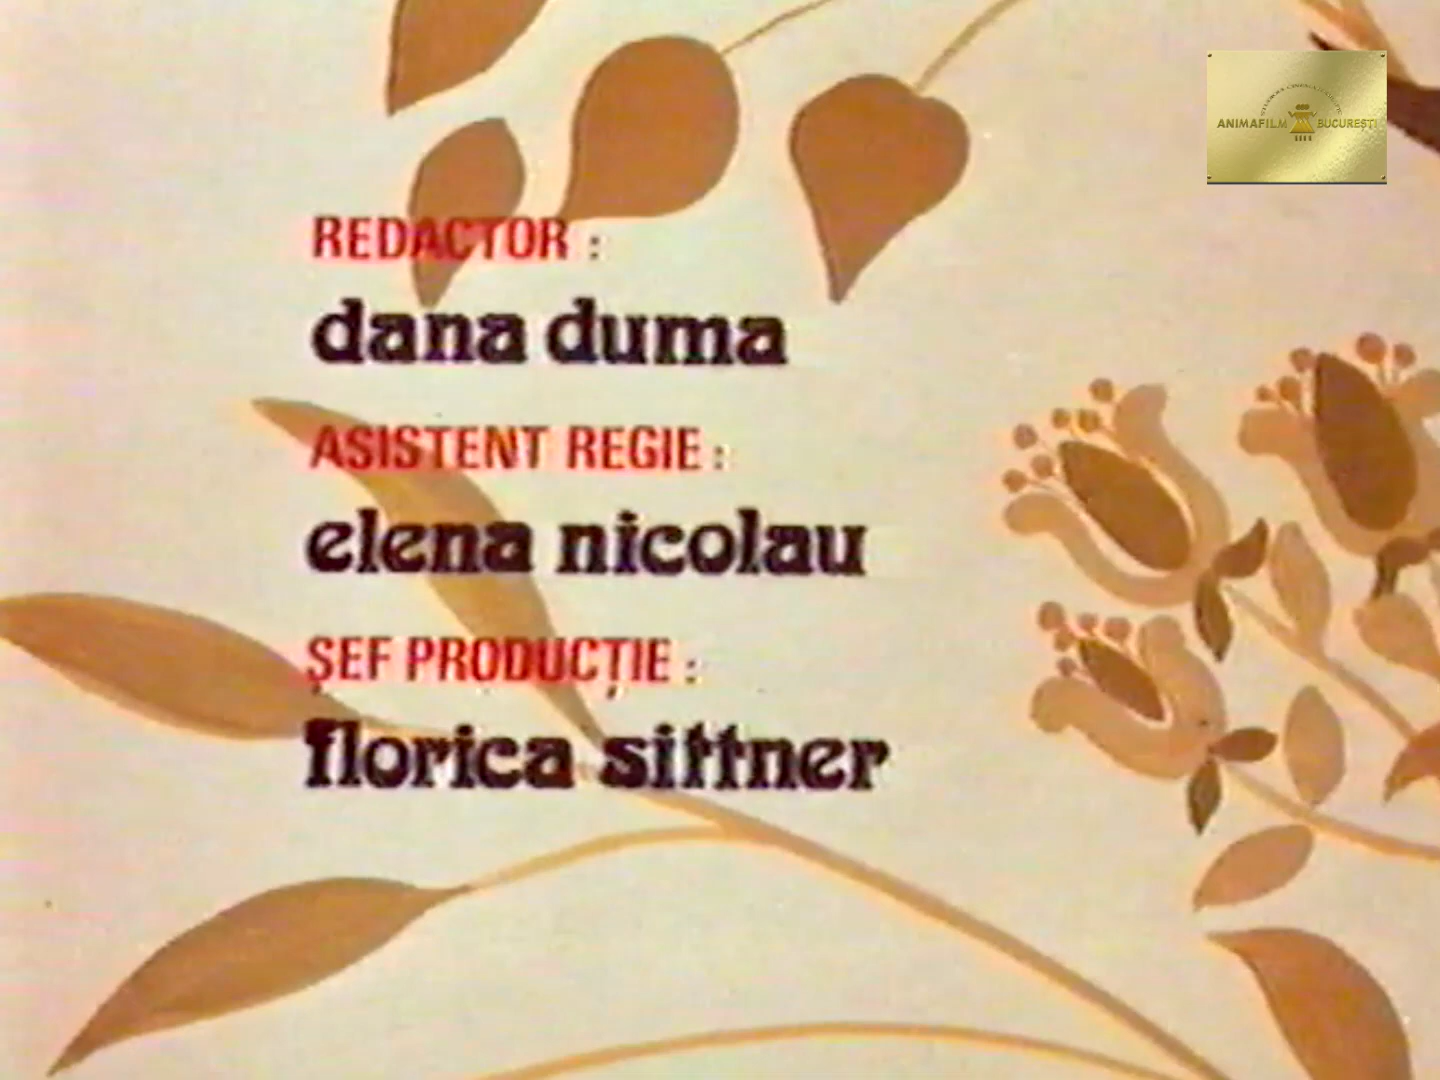 REDACTOR :
dana duma
ASISTENT REGIE :
elena nicolau
ȘEF PRODUCȚIE :
florica sittner
ANIMAFILM BUCUREȘTI